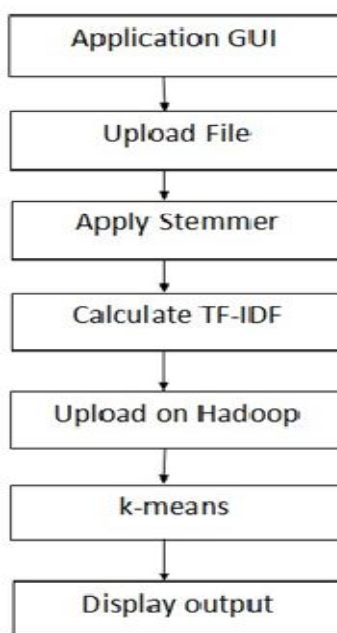 Application GUI
Upload File
Apply Stemmer
Calculate TF-IDF
Upload on Hadoop
k-means
Display output